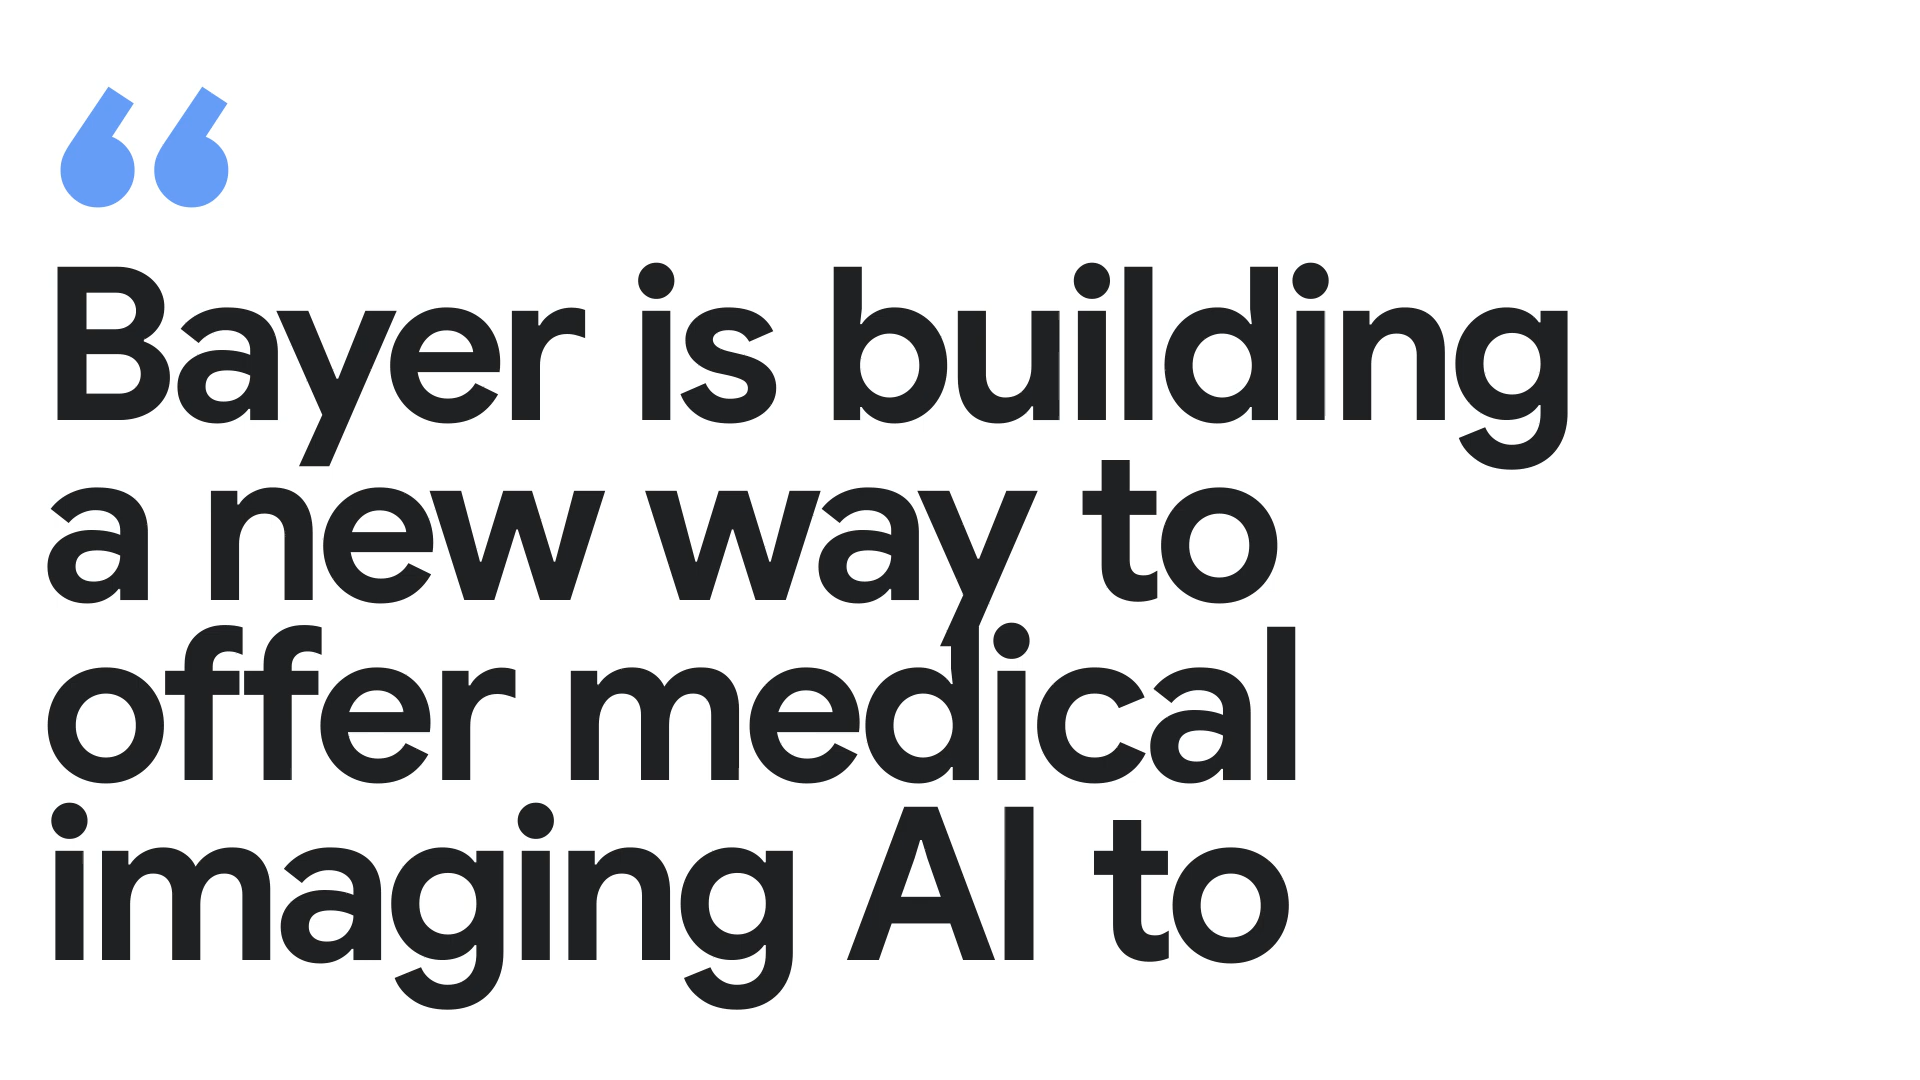 “
Bayer is building
a new way to
offer medical
imaging AI to